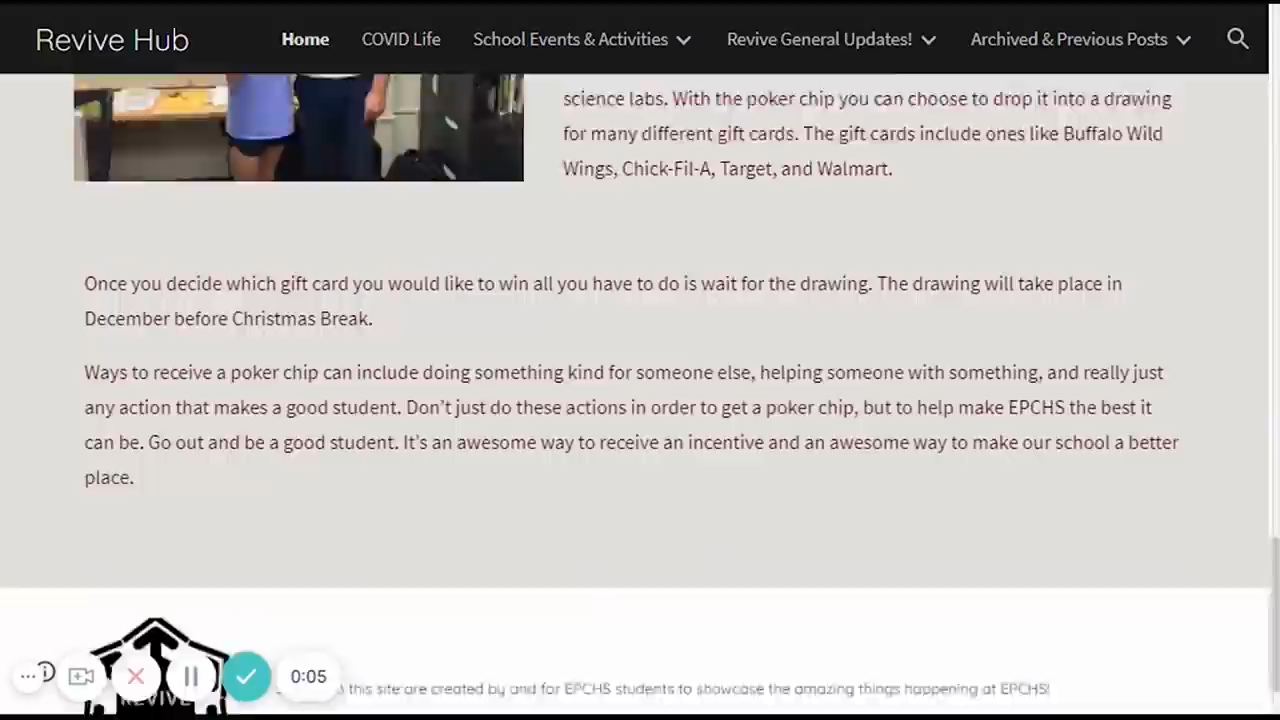 Revive Hub
Home
COVID Life
School Events & Activities
Revive General Updates!
Archived & Previous Posts
science labs. With the poker chip you can choose to drop it into a drawing
for many different gift cards. The gift cards include ones like Buffalo Wild
Wings, Chick-Fil-A, Target, and Walmart.
Once you decide which gift card you would like to win all you have to do is wait for the drawing. The drawing will take place in
December before Christmas Break.
Ways to receive a poker chip can include doing something kind for someone else, helping someone with something, and really just
any action that makes a good student. Don't just do these actions in order to get a poker chip, but to help make EPCHS the best it
can be. Go out and be a good student. It's an awesome way to receive an incentive and an awesome way to make our school a better
place.
0:05
REVIVE
this site are created by and for EPCHS students to showcase the amazing things happening at EPCHS!